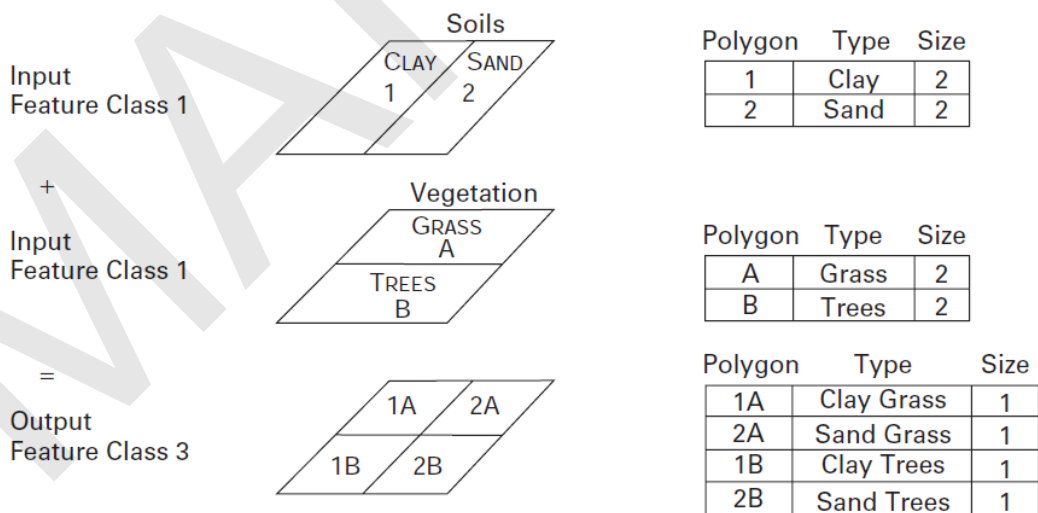 Soils
Polygon Type Size
Input
Feature Class 1
CLAY SAND
1 2
1 Clay 2
2 Sand 2
+
Vegetation
Input
Feature Class 1
GRASS
A
TREES
B
Polygon Type Size
A Grass 2
B Trees 2
=
Output
Feature Class 3
1A 2A
1B 2B
Polygon Type Size
1A Clay Grass 1
2A Sand Grass 1
1B Clay Trees 1
2B Sand Trees 1